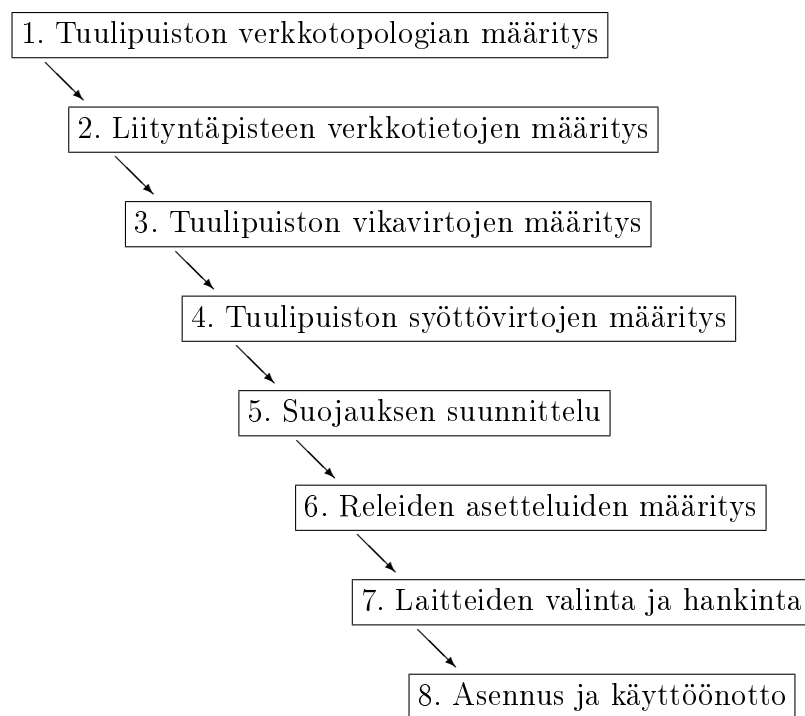 1. Tuulipuiston verkkotopologian määritys
2. Liityntäpisteen verkkotietojen määritys
3. Tuulipuiston vikavirtojen määritys
4. Tuulipuiston syöttövirtojen määritys
5. Suojauksen suunnittelu
6. Releiden asetteluiden määritys
7. Laitteiden valinta ja hankinta
8. Asennus ja käyttöönotto